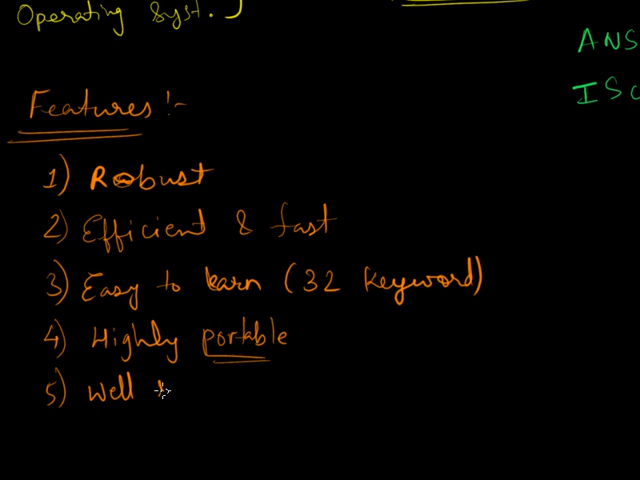 Operating Syst.
ANS
ISO
Features :-
1) Robust
2) Efficient & fast
3) Easy to learn (32 keyword)
4) Highly portable
5) Well